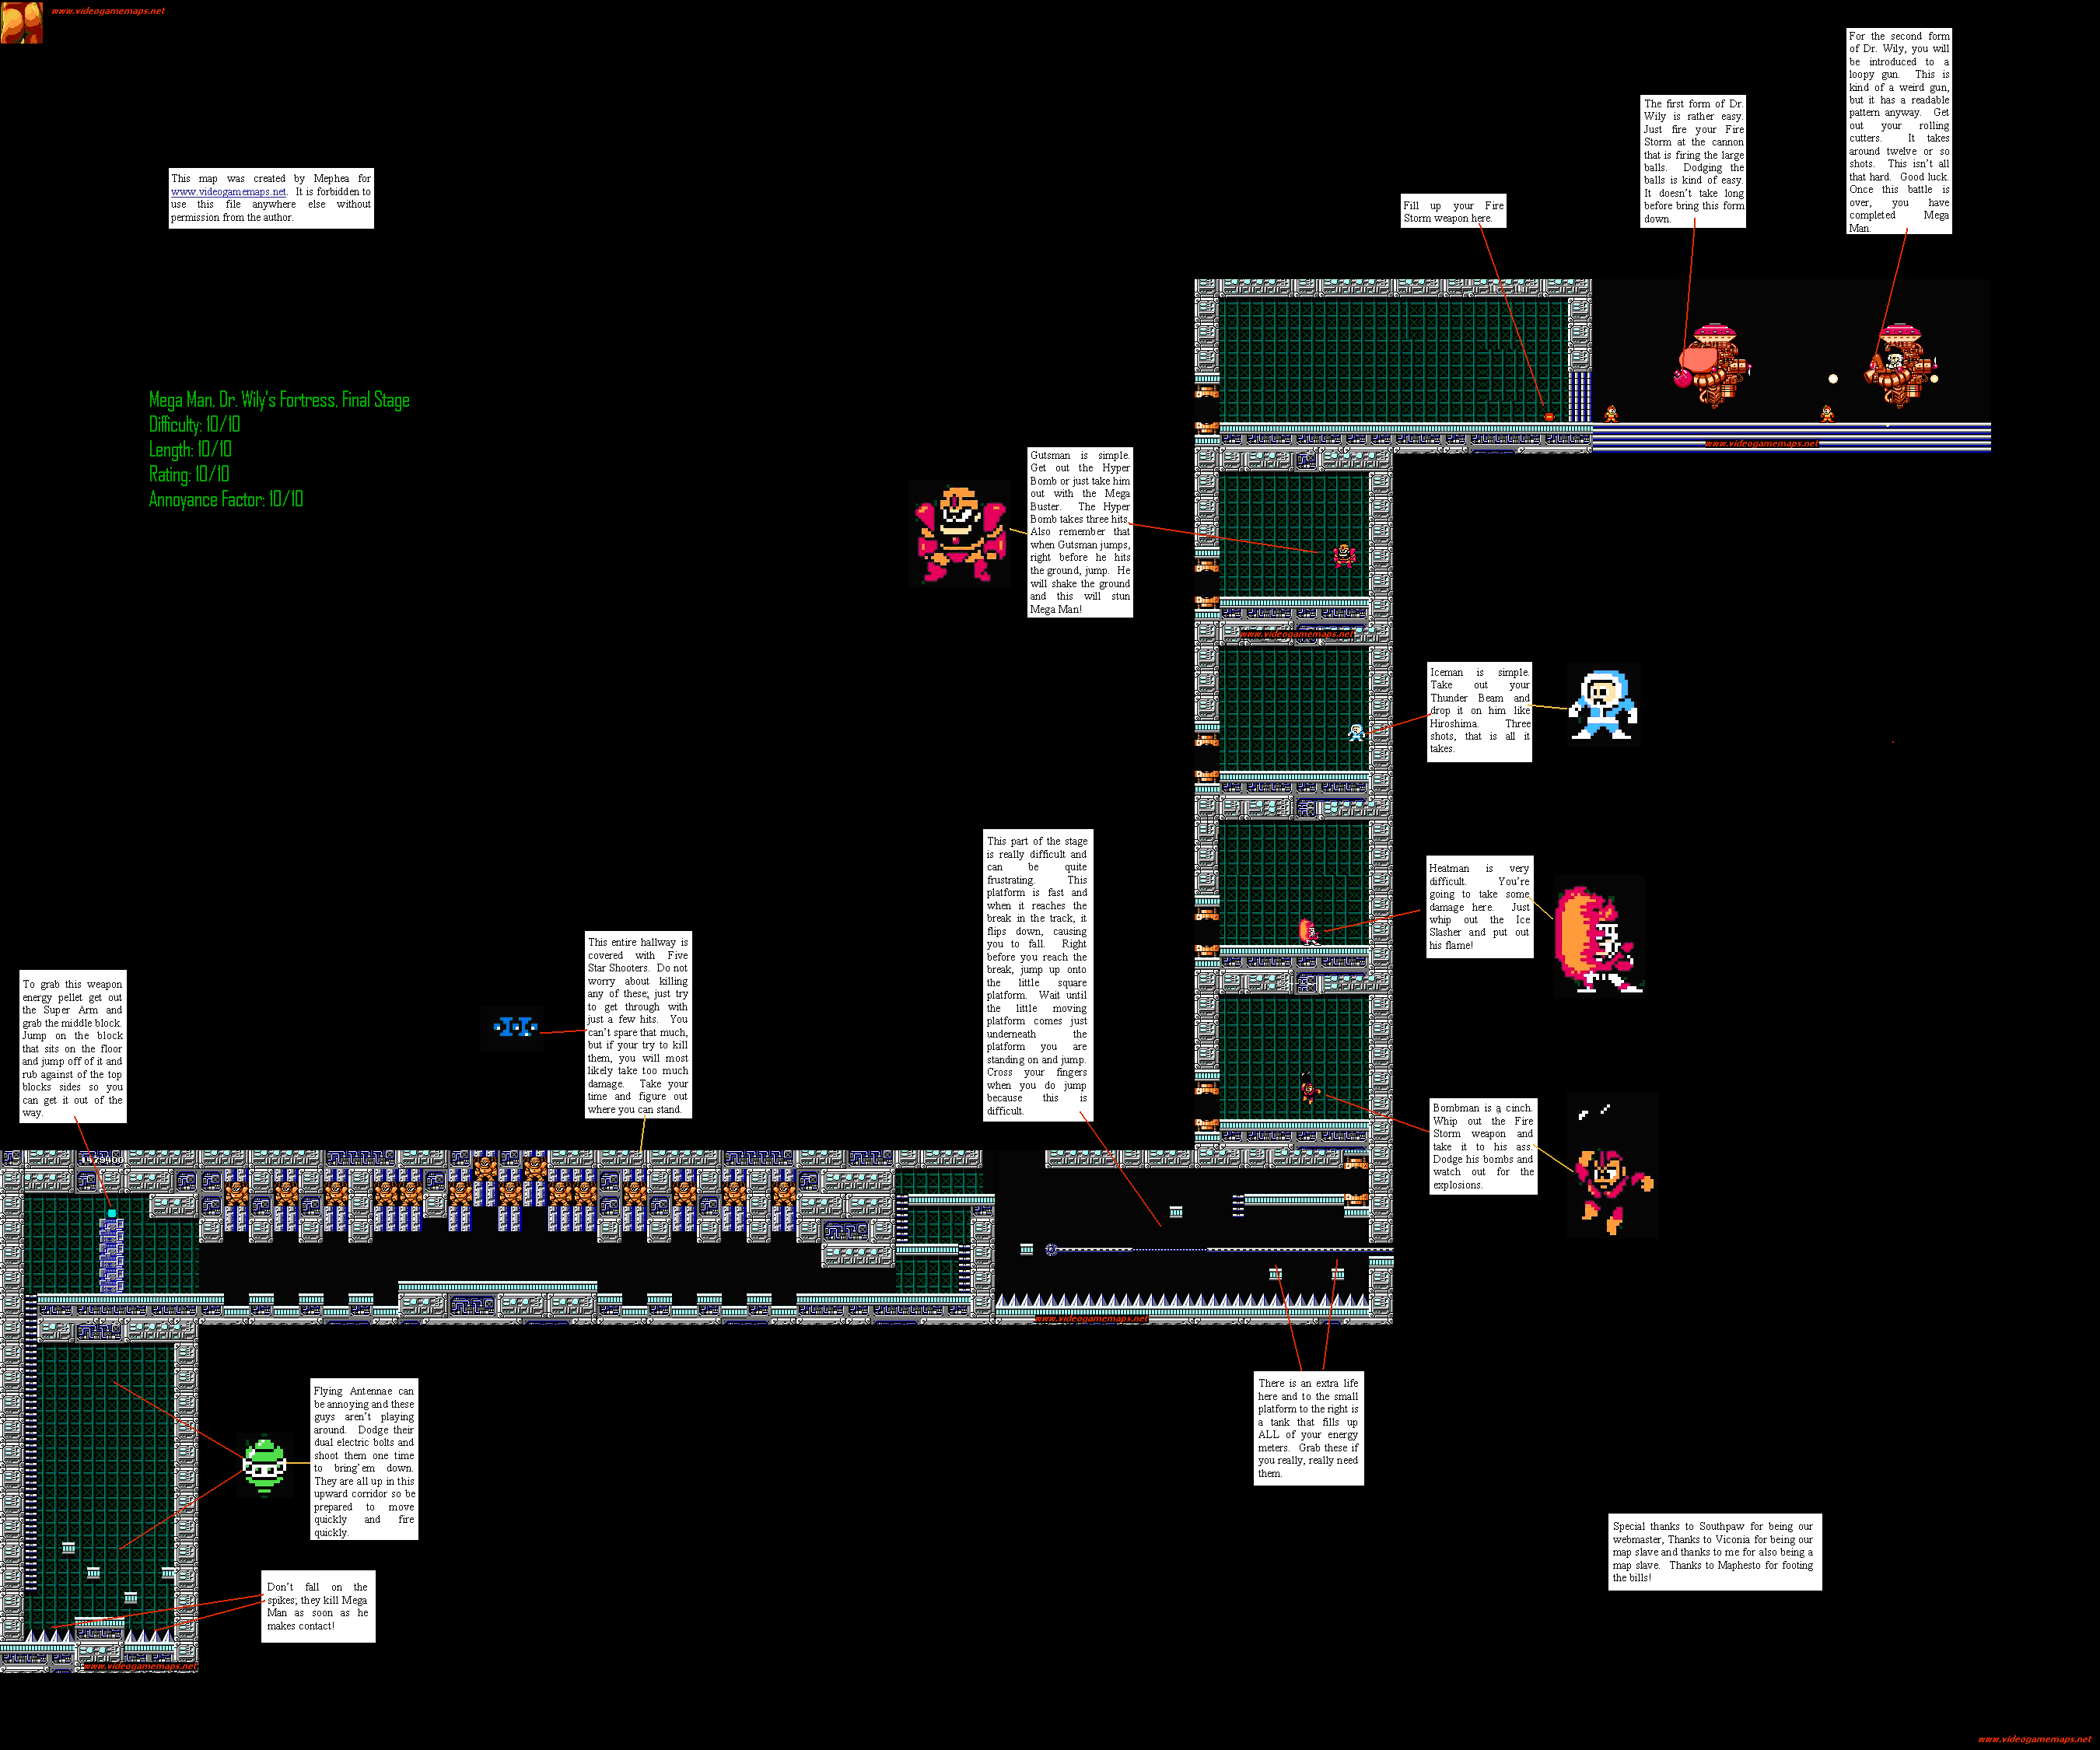 www.videogamemaps.net
For the second form
of Dr. Wily, you will
be introduced to a
loopy gun. This is
kind of a weird gun,
but it has a readable
pattern anyway. Get
out your rolling
cutters. It takes
around twelve or so
shots. This isn't all
that hard. Good luck.
Once this battle is
over, you have
completed Mega
Man.
The first form of Dr.
Wily is rather easy.
Just fire your Fire
Storm at the cannon
that is firing the large
balls. Dodging the
balls is kind of easy.
It doesn't take long
before bring this form
down.
This map was created by Mephea for
www.videogamemaps.net. It is forbidden to
use this file anywhere else without
permission from the author.
Fill up your Fire
Storm weapon here.
Mega Man, Dr. Wily's Fortress, Final Stage
Difficulty: 10/10
Length: 10/10
Rating: 10/10
Annoyance Factor: 10/10
www.videogamemaps.net
Gutsman is simple.
Get out the Hyper
Bomb or just take him
out with the Mega
Buster. The Hyper
Bomb takes three hits.
Also remember that
when Gutsman jumps,
right before he hits
the ground, jump. He
will shake the ground
and this will stun
Mega Man!
www.videogamemaps.net
Iceman is simple.
Take out your
Thunder Beam and
drop it on him like
Hiroshima. Three
shots, that is all it
takes.
This part of the stage
is really difficult and
can be quite
frustrating. This
platform is fast and
when it reaches the
break in the track, it
flips down, causing
you to fall. Right
before you reach the
break, jump up onto
the little square
platform. Wait until
the little moving
platform comes just
underneath the
platform you are
standing on and jump.
Cross your fingers
when you do jump
because this is
difficult.
Heatman is very
difficult. You're
going to take some
damage here. Just
whip out the Ice
Slasher and put out
his flame!
This entire hallway is
covered with Five
Star Shooters. Do not
worry about killing
any of these; just try
to get through with
just a few hits. You
can't spare that much,
but if your try to kill
them, you will most
likely take too much
damage. Take your
time and figure out
where you can stand.
To grab this weapon
energy pellet get out
the Super Arm and
grab the middle block.
Jump on the block
that sits on the floor
and jump off of it and
rub against of the top
blocks sides so you
can get it out of the
way.
Bombman is a cinch.
Whip out the Fire
Storm weapon and
take it to his ass.
Dodge his bombs and
watch out for the
explosions.
www.videogamemaps.net
There is an extra life
here and to the small
platform to the right is
a tank that fills up
ALL of your energy
meters. Grab these if
you really, really need
them.
Flying Antennae can
be annoying and these
guys aren't playing
around. Dodge their
dual electric bolts and
shoot them one time
to bring'em down.
They are all up in this
upward corridor so be
prepared to move
quickly and fire
quickly.
Special thanks to Southpaw for being our
webmaster, Thanks to Viconia for being our
map slave and thanks to me for also being a
map slave. Thanks to Maphesto for footing
the bills!
Don't fall on the
spikes; they kill Mega
Man as soon as he
makes contact!
www.videogamemaps.net
www.videogamemaps.net